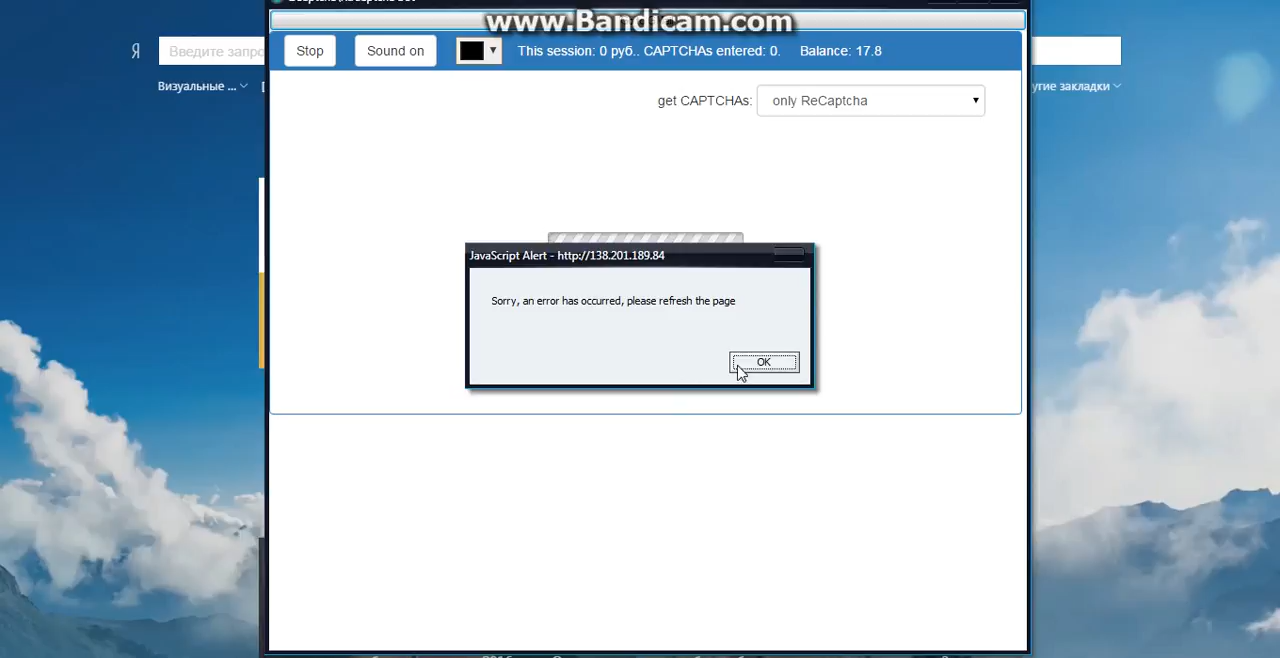 www.Bandicam.com
Я
Введите запро
Stop
Sound on
This session: 0 руб.. CAPTCHAs entered: 0.
Balance: 17.8
Визуальные ...
угие закладки
get CAPTCHAs:
only ReCaptcha
JavaScript Alert - http://138.201.189.84
Sorry, an error has occurred, please refresh the page
OK